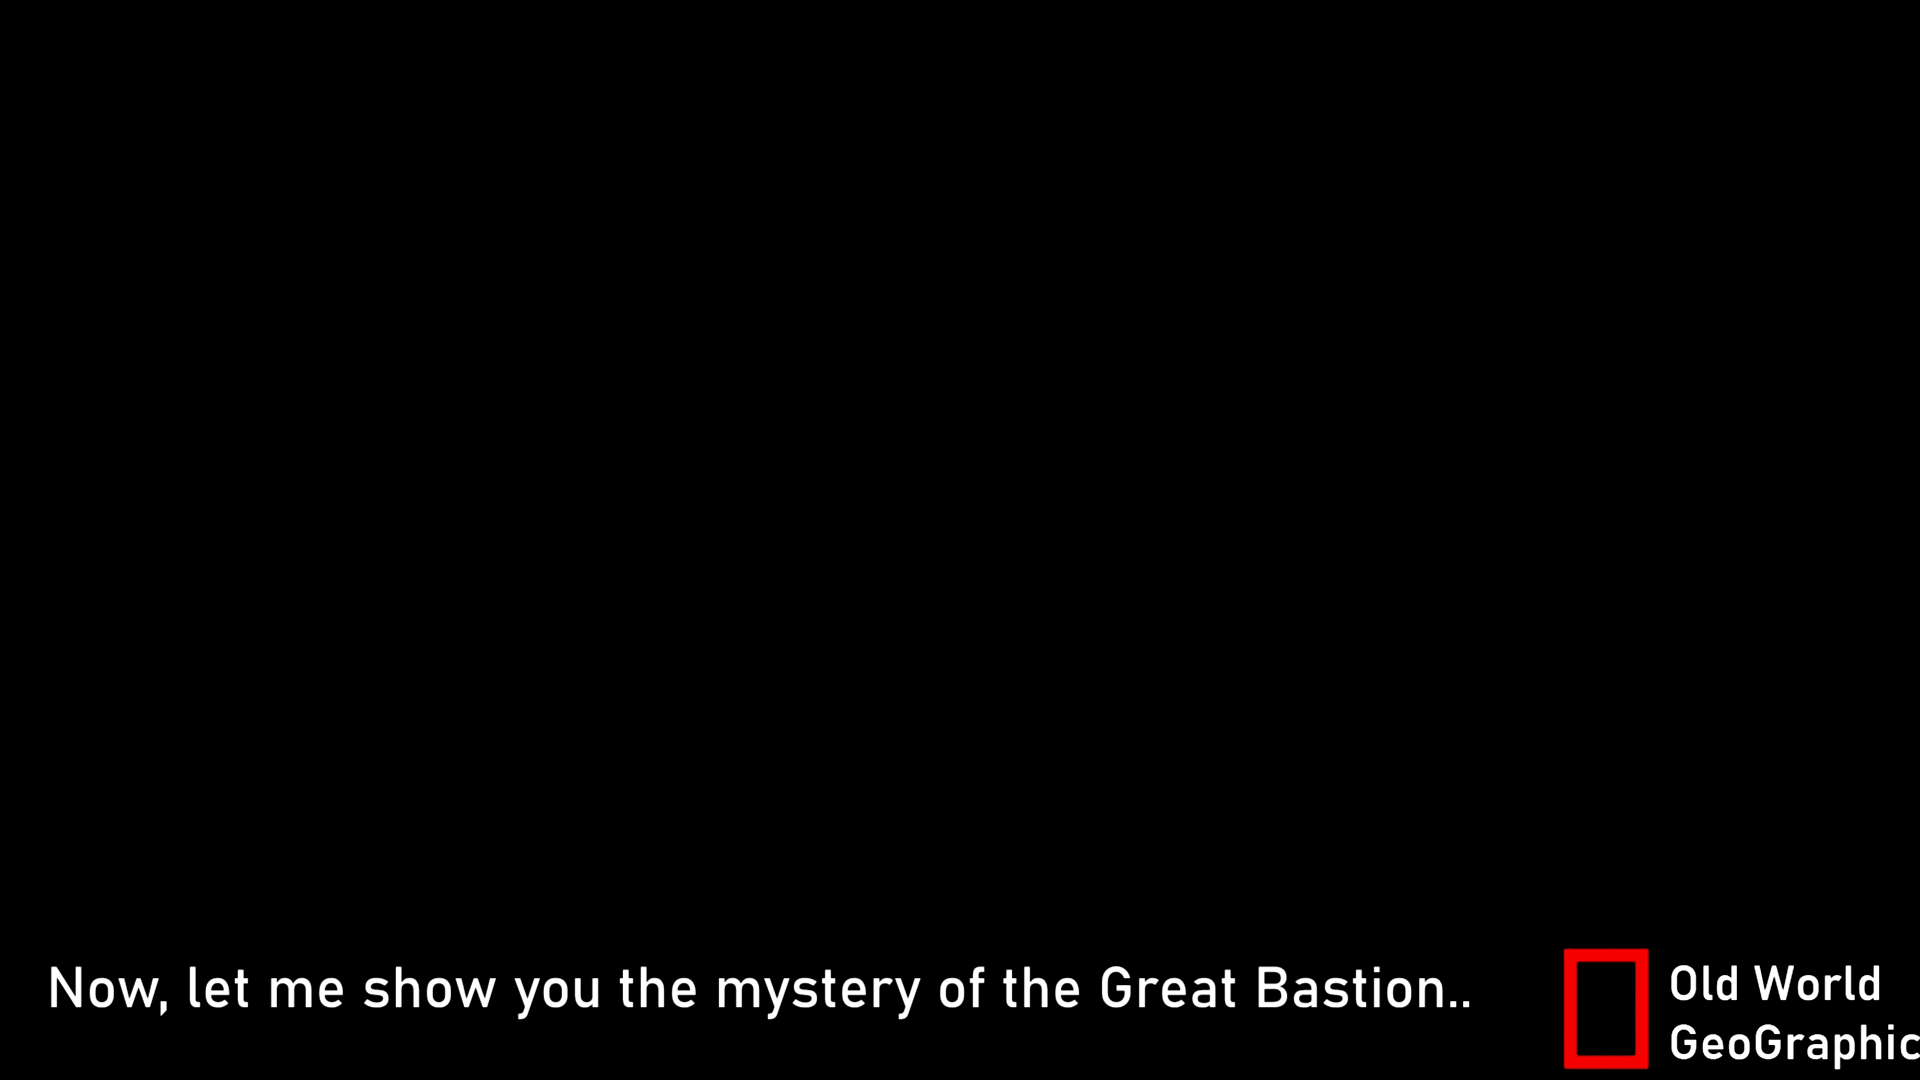 Now, let me show you the mystery of the Great Bastion..
Old World
GeoGraphic